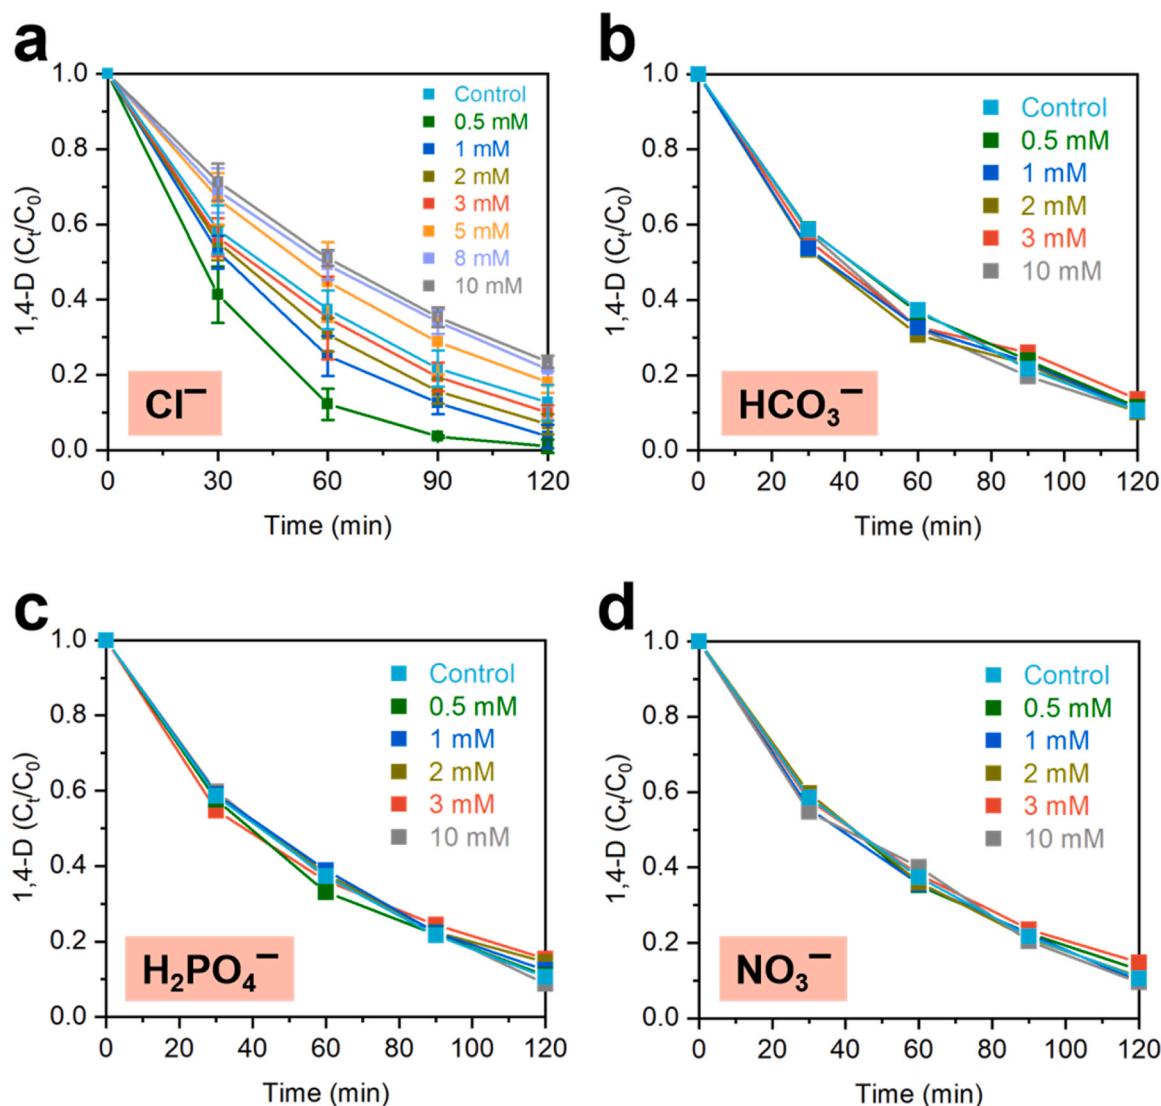 a
1.0
0.8
0.6
0.4
0.2
0.0
1,4-D (Cₜ/C₀)
Control
0.5 mM
1 mM
2 mM
3 mM
5 mM
8 mM
10 mM
Cl⁻
0 30 60 90 120
Time (min)
b
1.0
0.8
0.6
0.4
0.2
0.0
1,4-D (Cₜ/C₀)
Control
0.5 mM
1 mM
2 mM
3 mM
10 mM
HCO₃⁻
0 20 40 60 80 100 120
Time (min)
c
1.0
0.8
0.6
0.4
0.2
0.0
1,4-D (Cₜ/C₀)
Control
0.5 mM
1 mM
2 mM
3 mM
10 mM
H₂PO₄⁻
0 20 40 60 80 100 120
Time (min)
d
1.0
0.8
0.6
0.4
0.2
0.0
1,4-D (Cₜ/C₀)
Control
0.5 mM
1 mM
2 mM
3 mM
10 mM
NO₃⁻
0 20 40 60 80 100 120
Time (min)